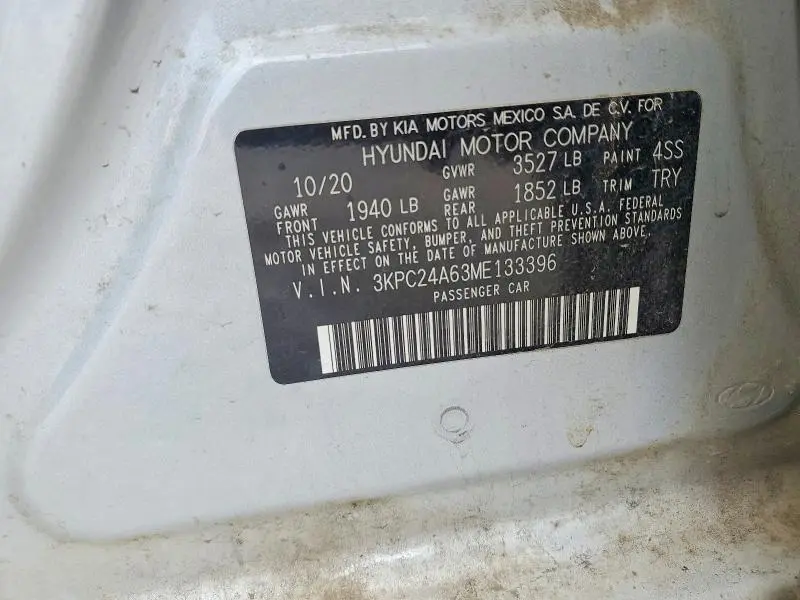 MFD. BY KIA MOTORS MEXICO S.A. DE C.V. FOR
HYUNDAI MOTOR COMPANY
10/20 GVWR 3527 LB PAINT 4SS
GAWR FRONT 1940 LB GAWR REAR 1852 LB TRIM TRY
THIS VEHICLE CONFORMS TO ALL APPLICABLE U.S.A. FEDERAL
MOTOR VEHICLE SAFETY, BUMPER, AND THEFT PREVENTION STANDARDS
IN EFFECT ON THE DATE OF MANUFACTURE SHOWN ABOVE.
V.I.N. 3KPC24A63ME133396
PASSENGER CAR